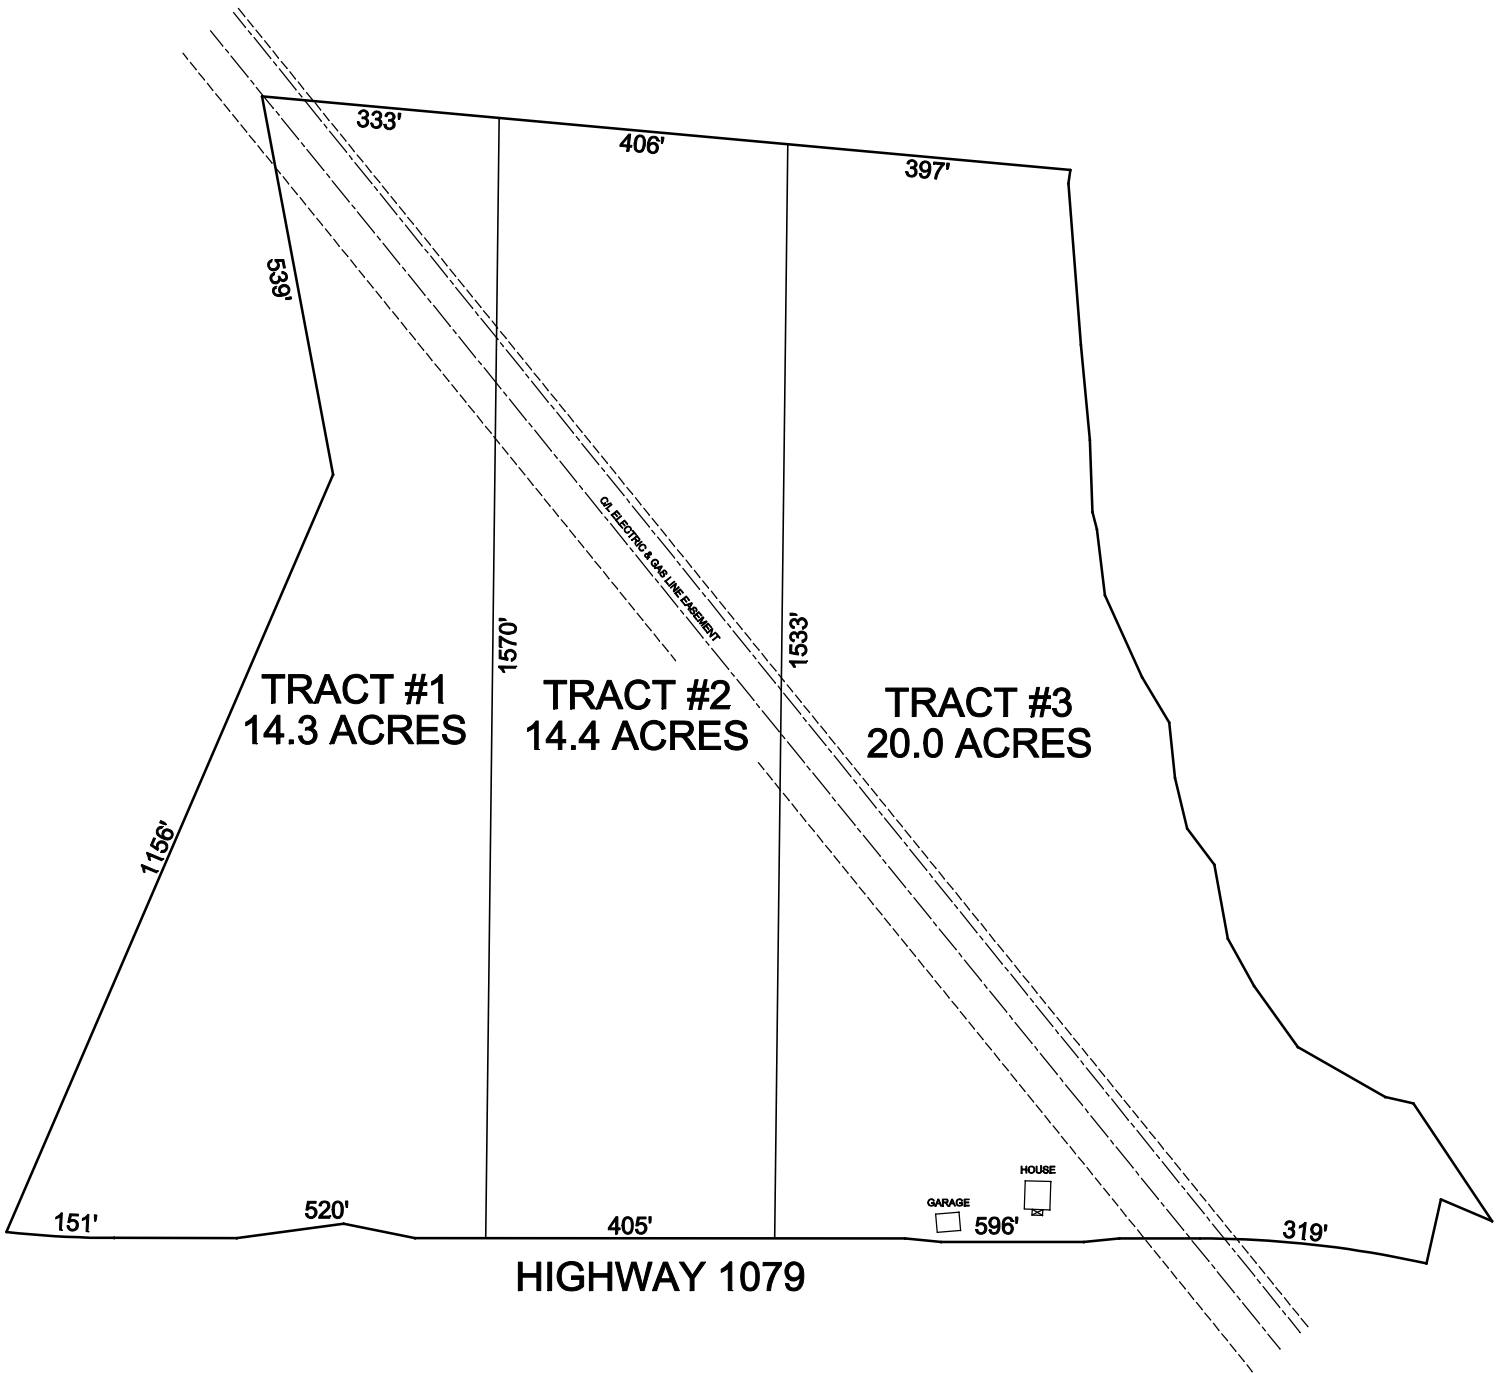 333'
406'
397'
539'
C/L ELECTRIC & GAS LINE EASEMENT
1570'
1533'
TRACT #1
14.3 ACRES
TRACT #2
14.4 ACRES
TRACT #3
20.0 ACRES
1156'
HOUSE
GARAGE
151'
520'
405'
596'
319'
HIGHWAY 1079